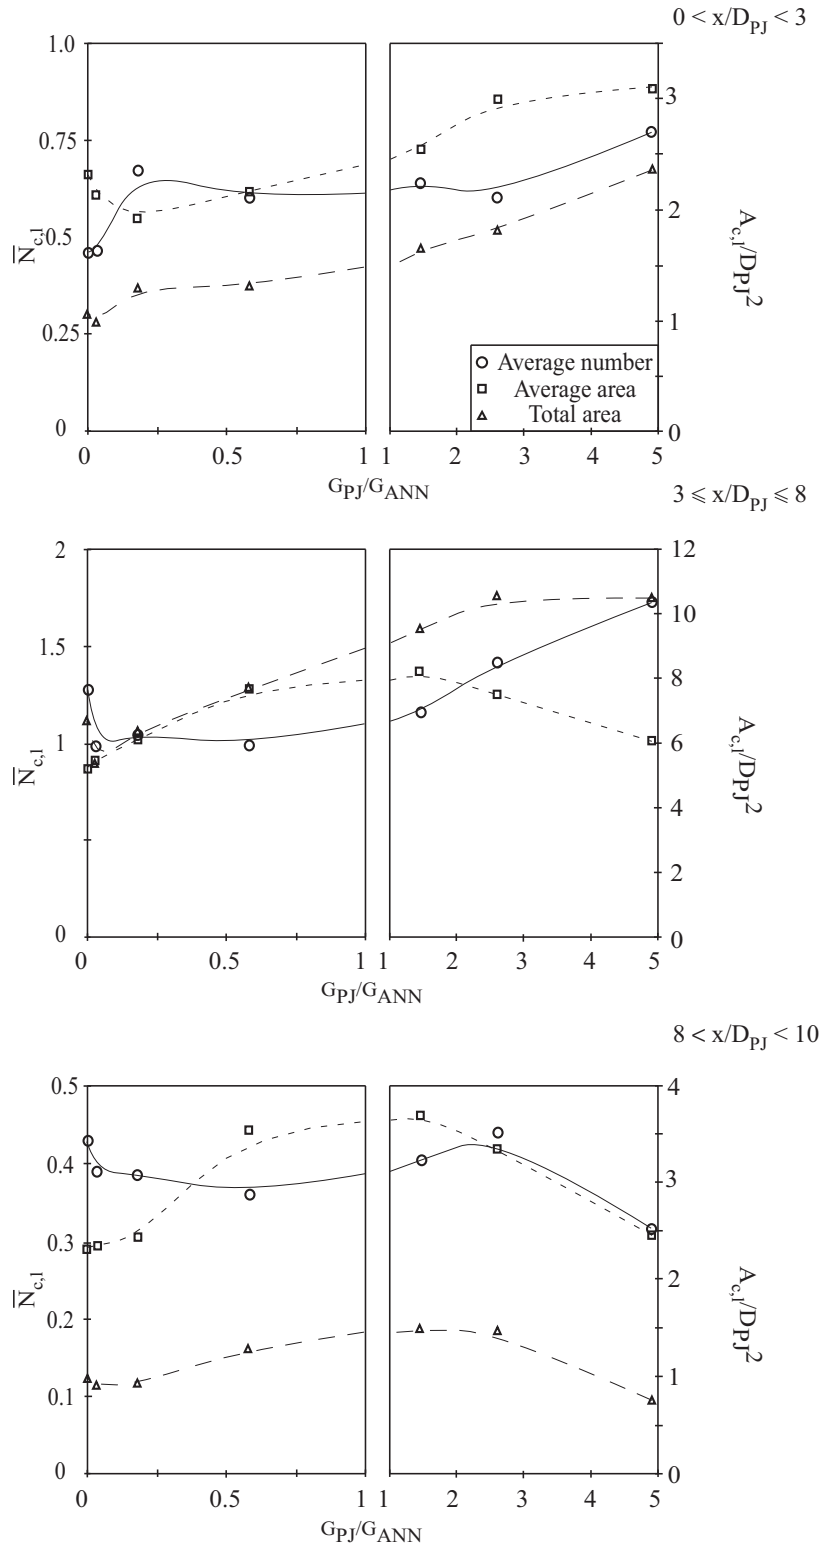 0 < x/D_PJ < 3
1.0
0.75
0.5
0.25
0
N̅_c,l
3
2
1
0
A_c,l/D_PJ^2
Average number
Average area
Total area
0 0.5 1 1 2 3 4 5
G_PJ/G_ANN
3 ⩽ x/D_PJ ⩽ 8
2
1.5
1
0
N̅_c,l
12
10
8
6
4
2
0
A_c,l/D_PJ^2
0 0.5 1 1 2 3 4 5
G_PJ/G_ANN
8 < x/D_PJ < 10
0.5
0.4
0.3
0.2
0.1
0
N̅_c,l
4
3
2
1
0
A_c,l/D_PJ^2
0 0.5 1 1 2 3 4 5
G_PJ/G_ANN